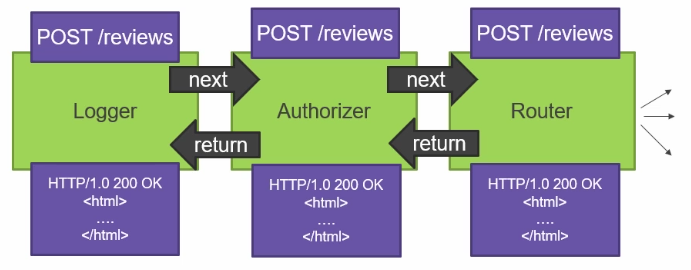 POST /reviews
POST /reviews
POST /reviews
next
next
Logger
Authorizer
Router
return
return
HTTP/1.0 200 OK
<html>
....
</html>
HTTP/1.0 200 OK
<html>
....
</html>
HTTP/1.0 200 OK
<html>
....
</html>